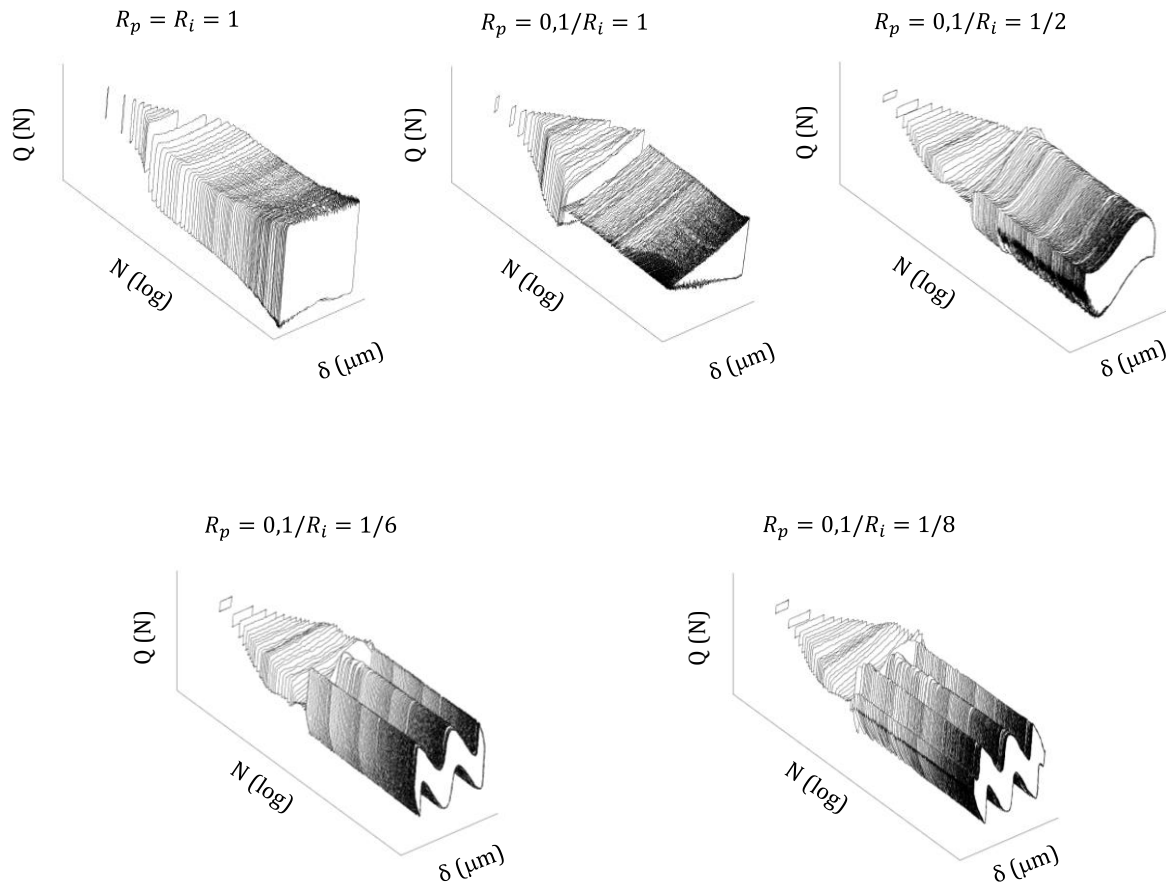 R_p = R_i = 1
R_p = 0,1/R_i = 1
R_p = 0,1/R_i = 1/2
Q (N)
N (log)
δ (μm)
Q (N)
N (log)
δ (μm)
Q (N)
N (log)
δ (μm)
R_p = 0,1/R_i = 1/6
R_p = 0,1/R_i = 1/8
Q (N)
N (log)
δ (μm)
Q (N)
N (log)
δ (μm)